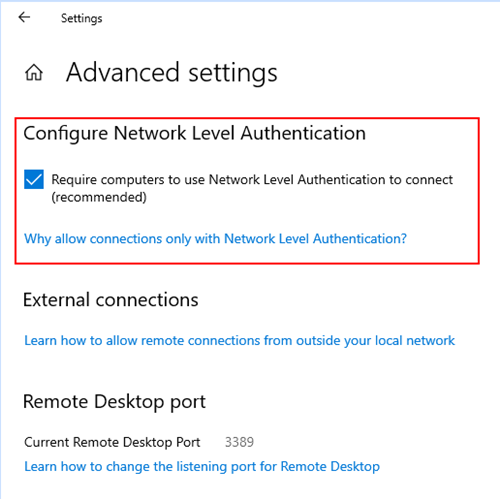 Settings
Advanced settings
Configure Network Level Authentication
Require computers to use Network Level Authentication to connect
(recommended)
Why allow connections only with Network Level Authentication?
External connections
Learn how to allow remote connections from outside your local network
Remote Desktop port
Current Remote Desktop Port 3389
Learn how to change the listening port for Remote Desktop